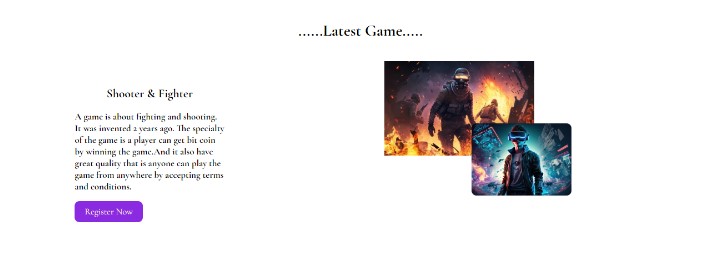 ......Latest Game.....
Shooter & Fighter
A game is about fighting and shooting.
It was invented 2 years ago. The specialty
of the game is a player can get bit coin
by winning the game.And it also have
great quality that is anyone can play the
game from anywhere by accepting terms
and conditions.
Register Now